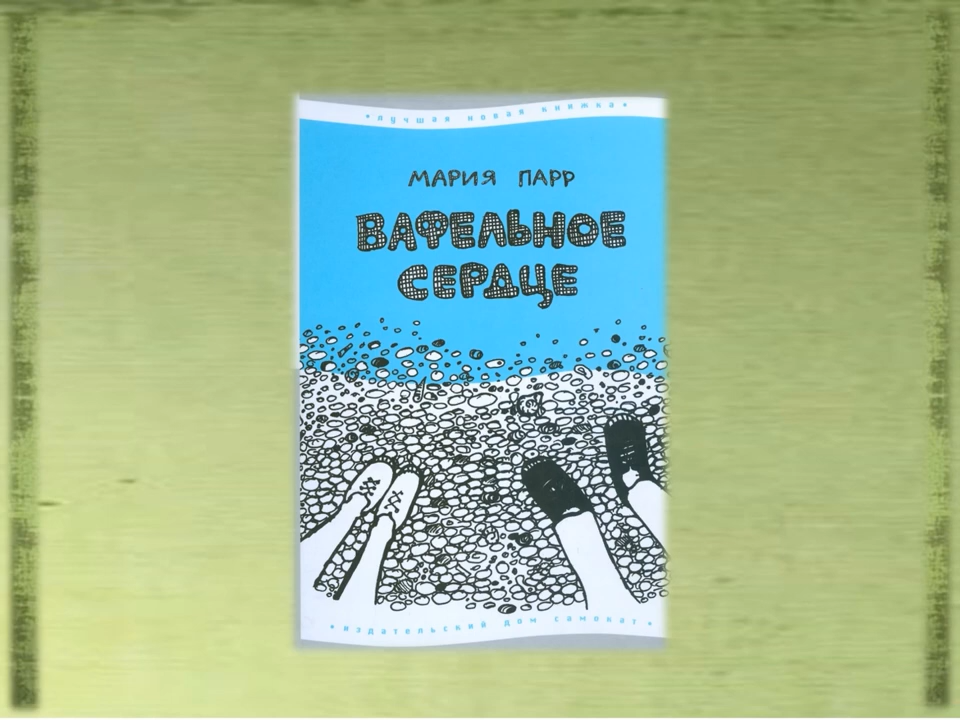 •лучшая новая книжка•
МАРИЯ ПАРР
ВАФЕЛЬНОЕ
СЕРДЦЕ
•издательский дом самокат•